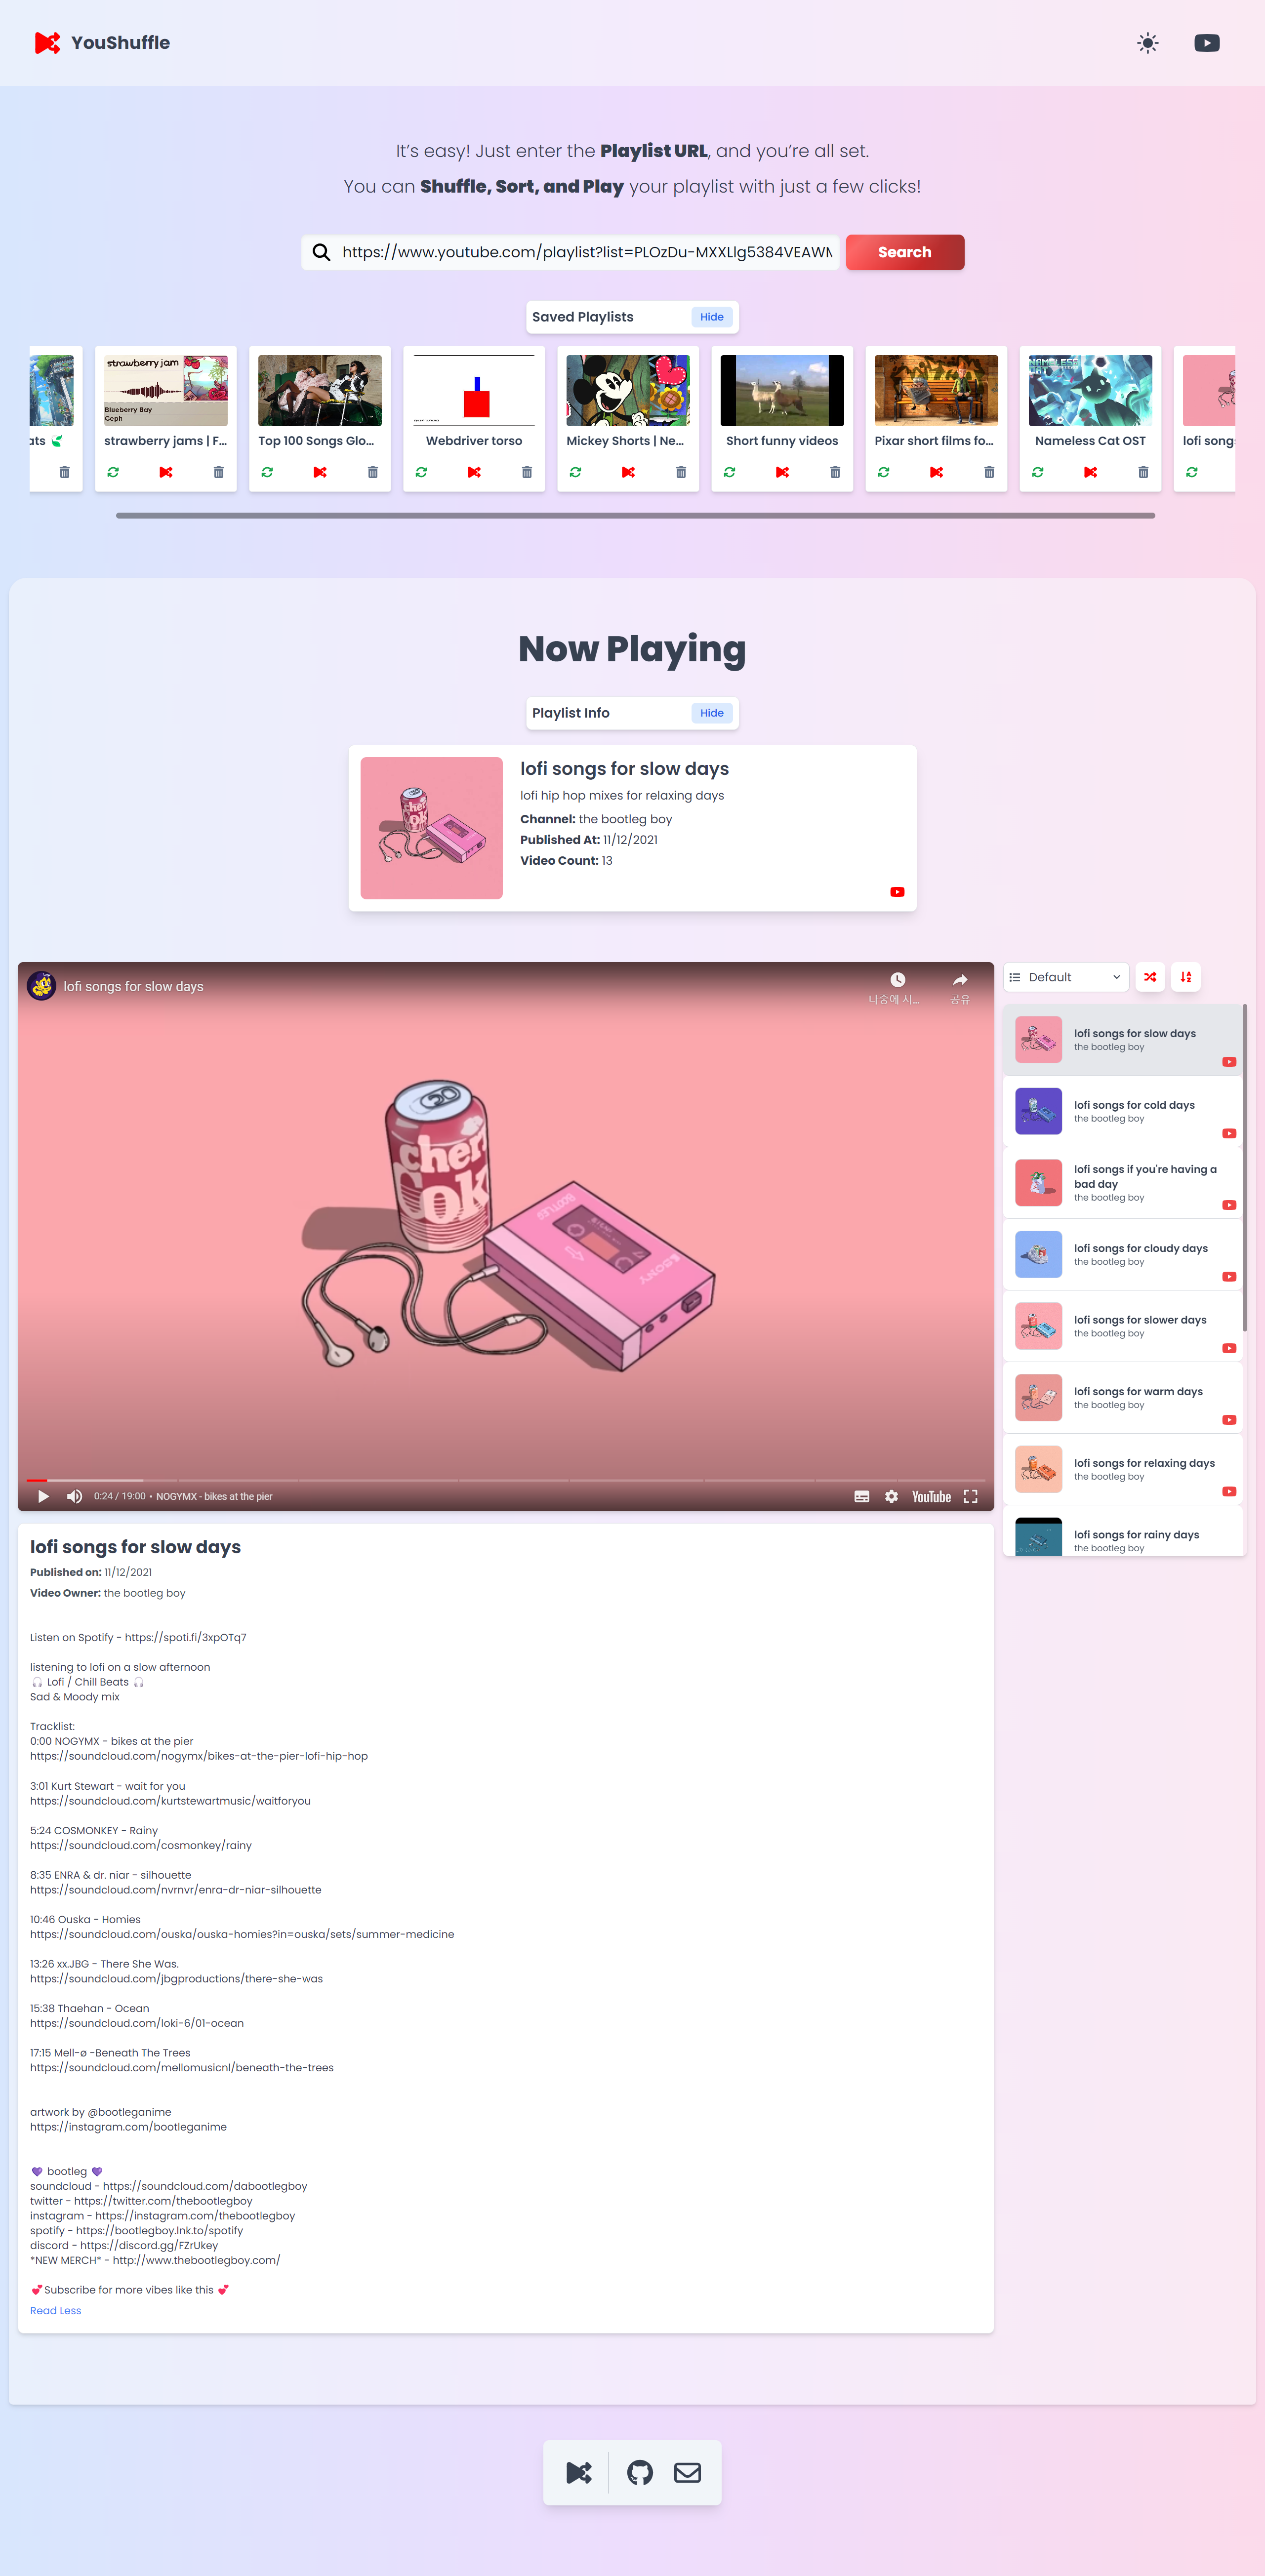 YouShuffle
It's easy! Just enter the Playlist URL, and you're all set.
You can Shuffle, Sort, and Play your playlist with just a few clicks!
https://www.youtube.com/playlist?list=PLOzDu-MXXLlg5384VEAWM
Search
Saved Playlists
Hide
strawberry jam
Blueberry Bay
Ceph
NAMELESS
CAT
ats 🍃
strawberry jams | F...
Top 100 Songs Glo...
Webdriver torso
Mickey Shorts | Ne...
Short funny videos
Pixar short films fo...
Nameless Cat OST
lofi songs
Now Playing
Playlist Info
Hide
cher
ok
lofi songs for slow days
lofi hip hop mixes for relaxing days
Channel: the bootleg boy
Published At: 11/12/2021
Video Count: 13
lofi songs for slow days
나중에 시...
공유
cher
Cok
0:24 / 19:00 • NOGYMX - bikes at the pier
YouTube
Default
lofi songs for slow days
the bootleg boy
lofi songs for cold days
the bootleg boy
lofi songs if you're having a
bad day
the bootleg boy
lofi songs for cloudy days
the bootleg boy
lofi songs for slower days
the bootleg boy
lofi songs for warm days
the bootleg boy
lofi songs for relaxing days
the bootleg boy
lofi songs for rainy days
the bootleg boy
lofi songs for slow days
Published on: 11/12/2021
Video Owner: the bootleg boy
Listen on Spotify - https://spoti.fi/3xpOTq7
listening to lofi on a slow afternoon
🎧 Lofi / Chill Beats 🎧
Sad & Moody mix
Tracklist:
0:00 NOGYMX - bikes at the pier
https://soundcloud.com/nogymx/bikes-at-the-pier-lofi-hip-hop
3:01 Kurt Stewart - wait for you
https://soundcloud.com/kurtstewartmusic/waitforyou
5:24 COSMONKEY - Rainy
https://soundcloud.com/cosmonkey/rainy
8:35 ENRA & dr. niar - silhouette
https://soundcloud.com/nvrnvr/enra-dr-niar-silhouette
10:46 Ouska - Homies
https://soundcloud.com/ouska/ouska-homies?in=ouska/sets/summer-medicine
13:26 xx.JBG - There She Was.
https://soundcloud.com/jbgproductions/there-she-was
15:38 Thaehan - Ocean
https://soundcloud.com/loki-6/01-ocean
17:15 Mell-ø -Beneath The Trees
https://soundcloud.com/mellomusicnl/beneath-the-trees
artwork by @bootleganime
https://instagram.com/bootleganime
💜 bootleg 💜
soundcloud - https://soundcloud.com/dabootlegboy
twitter - https://twitter.com/thebootlegboy
instagram - https://instagram.com/thebootlegboy
spotify - https://bootlegboy.lnk.to/spotify
discord - https://discord.gg/FZrUkey
*NEW MERCH* - http://www.thebootlegboy.com/
💕Subscribe for more vibes like this 💕
Read Less